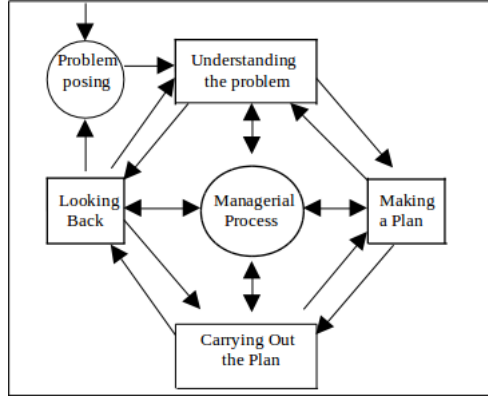 Problem
posing
Understanding
the problem
Looking
Back
Managerial
Process
Making
a Plan
Carrying Out
the Plan